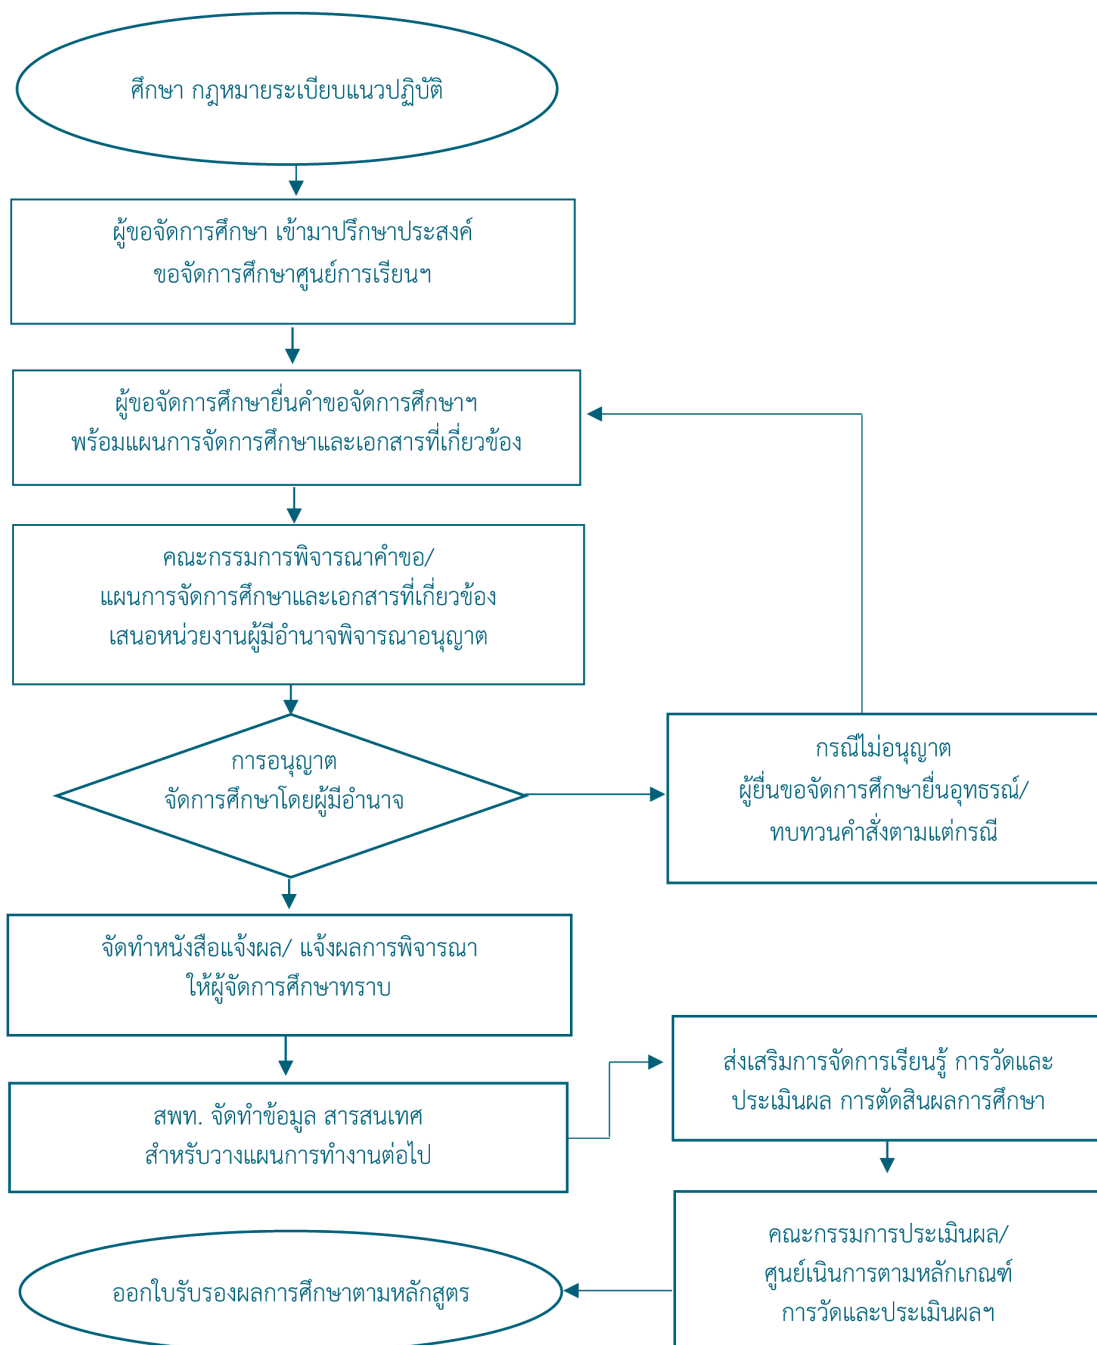 ศึกษา กฎหมายระเบียบแนวปฏิบัติ
ผู้ขอจัดการศึกษา เข้ามาปรึกษาประสงค์
ขอจัดการศึกษาศูนย์การเรียนฯ
ผู้ขอจัดการศึกษายื่นคำขอจัดการศึกษาฯ
พร้อมแผนการจัดการศึกษาและเอกสารที่เกี่ยวข้อง
คณะกรรมการพิจารณาคำขอ/
แผนการจัดการศึกษาและเอกสารที่เกี่ยวข้อง
เสนอหน่วยงานผู้มีอำนาจพิจารณาอนุญาต
การอนุญาต
จัดการศึกษาโดยผู้มีอำนาจ
กรณีไม่อนุญาต
ผู้ยื่นขอจัดการศึกษายื่นอุทธรณ์/
ทบทวนคำสั่งตามแต่กรณี
จัดทำหนังสือแจ้งผล/ แจ้งผลการพิจารณา
ให้ผู้จัดการศึกษาทราบ
สพท. จัดทำข้อมูล สารสนเทศ
สำหรับวางแผนการทำงานต่อไป
ส่งเสริมการจัดการเรียนรู้ การวัดและ
ประเมินผล การตัดสินผลการศึกษา
คณะกรรมการประเมินผล/
ศูนย์เนินการตามหลักเกณฑ์
การวัดและประเมินผลฯ
ออกใบรับรองผลการศึกษาตามหลักสูตร